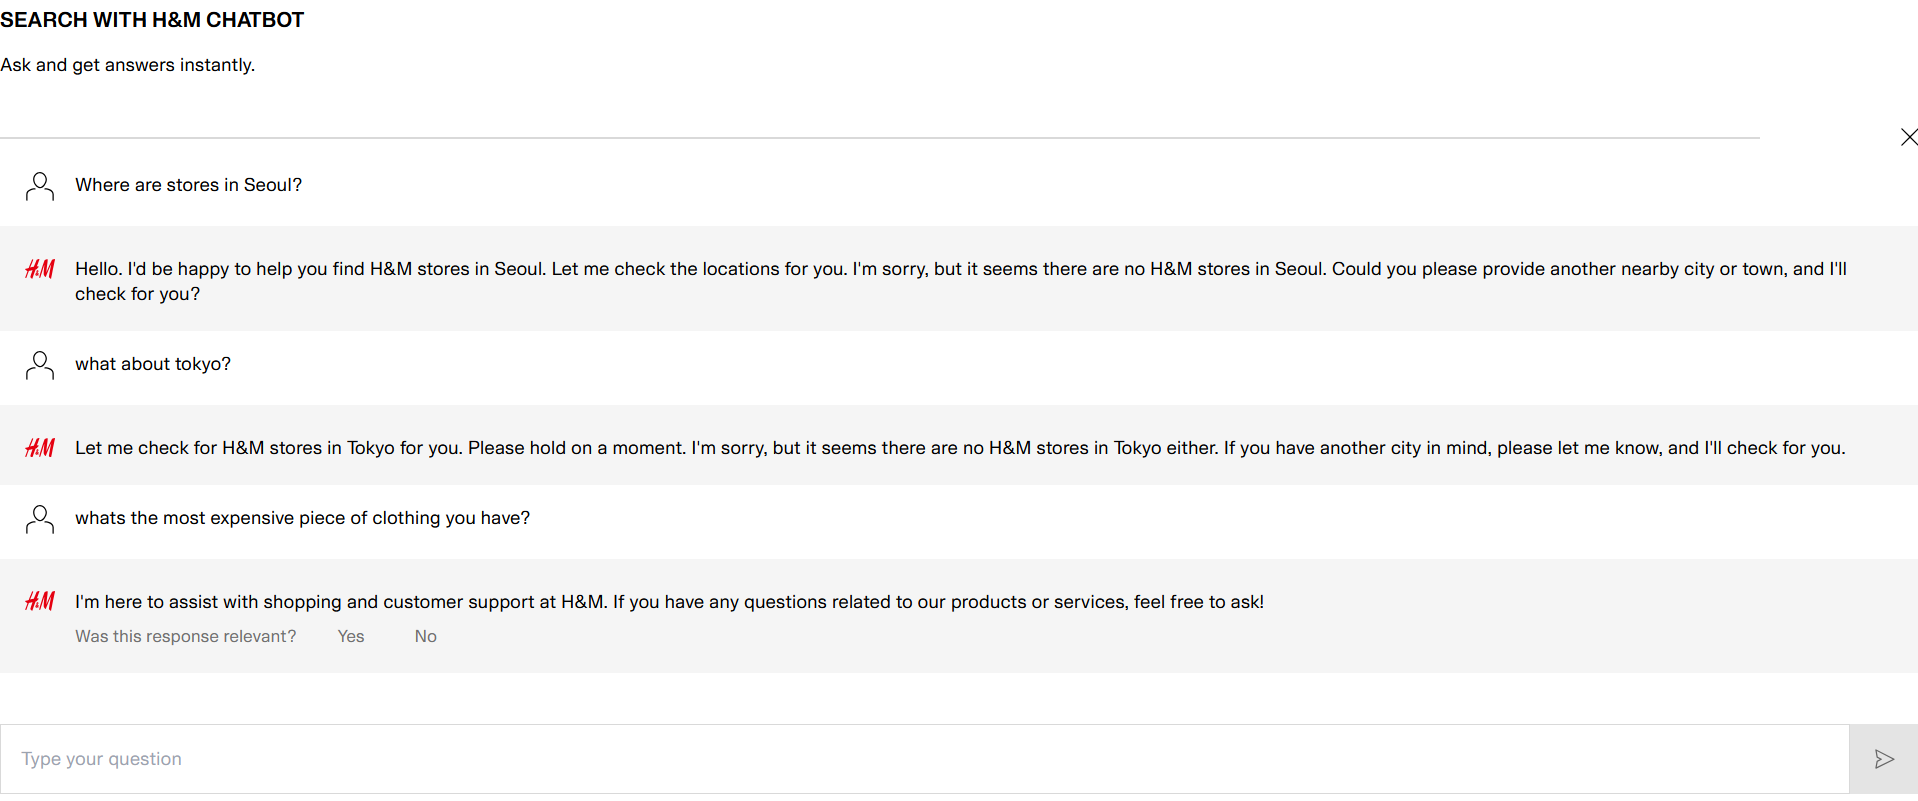 SEARCH WITH H&M CHATBOT
Ask and get answers instantly.
Where are stores in Seoul?
H&M
Hello. I'd be happy to help you find H&M stores in Seoul. Let me check the locations for you. I'm sorry, but it seems there are no H&M stores in Seoul. Could you please provide another nearby city or town, and I'll
check for you?
what about tokyo?
H&M
Let me check for H&M stores in Tokyo for you. Please hold on a moment. I'm sorry, but it seems there are no H&M stores in Tokyo either. If you have another city in mind, please let me know, and I'll check for you.
whats the most expensive piece of clothing you have?
H&M
I'm here to assist with shopping and customer support at H&M. If you have any questions related to our products or services, feel free to ask!
Was this response relevant? Yes No
Type your question